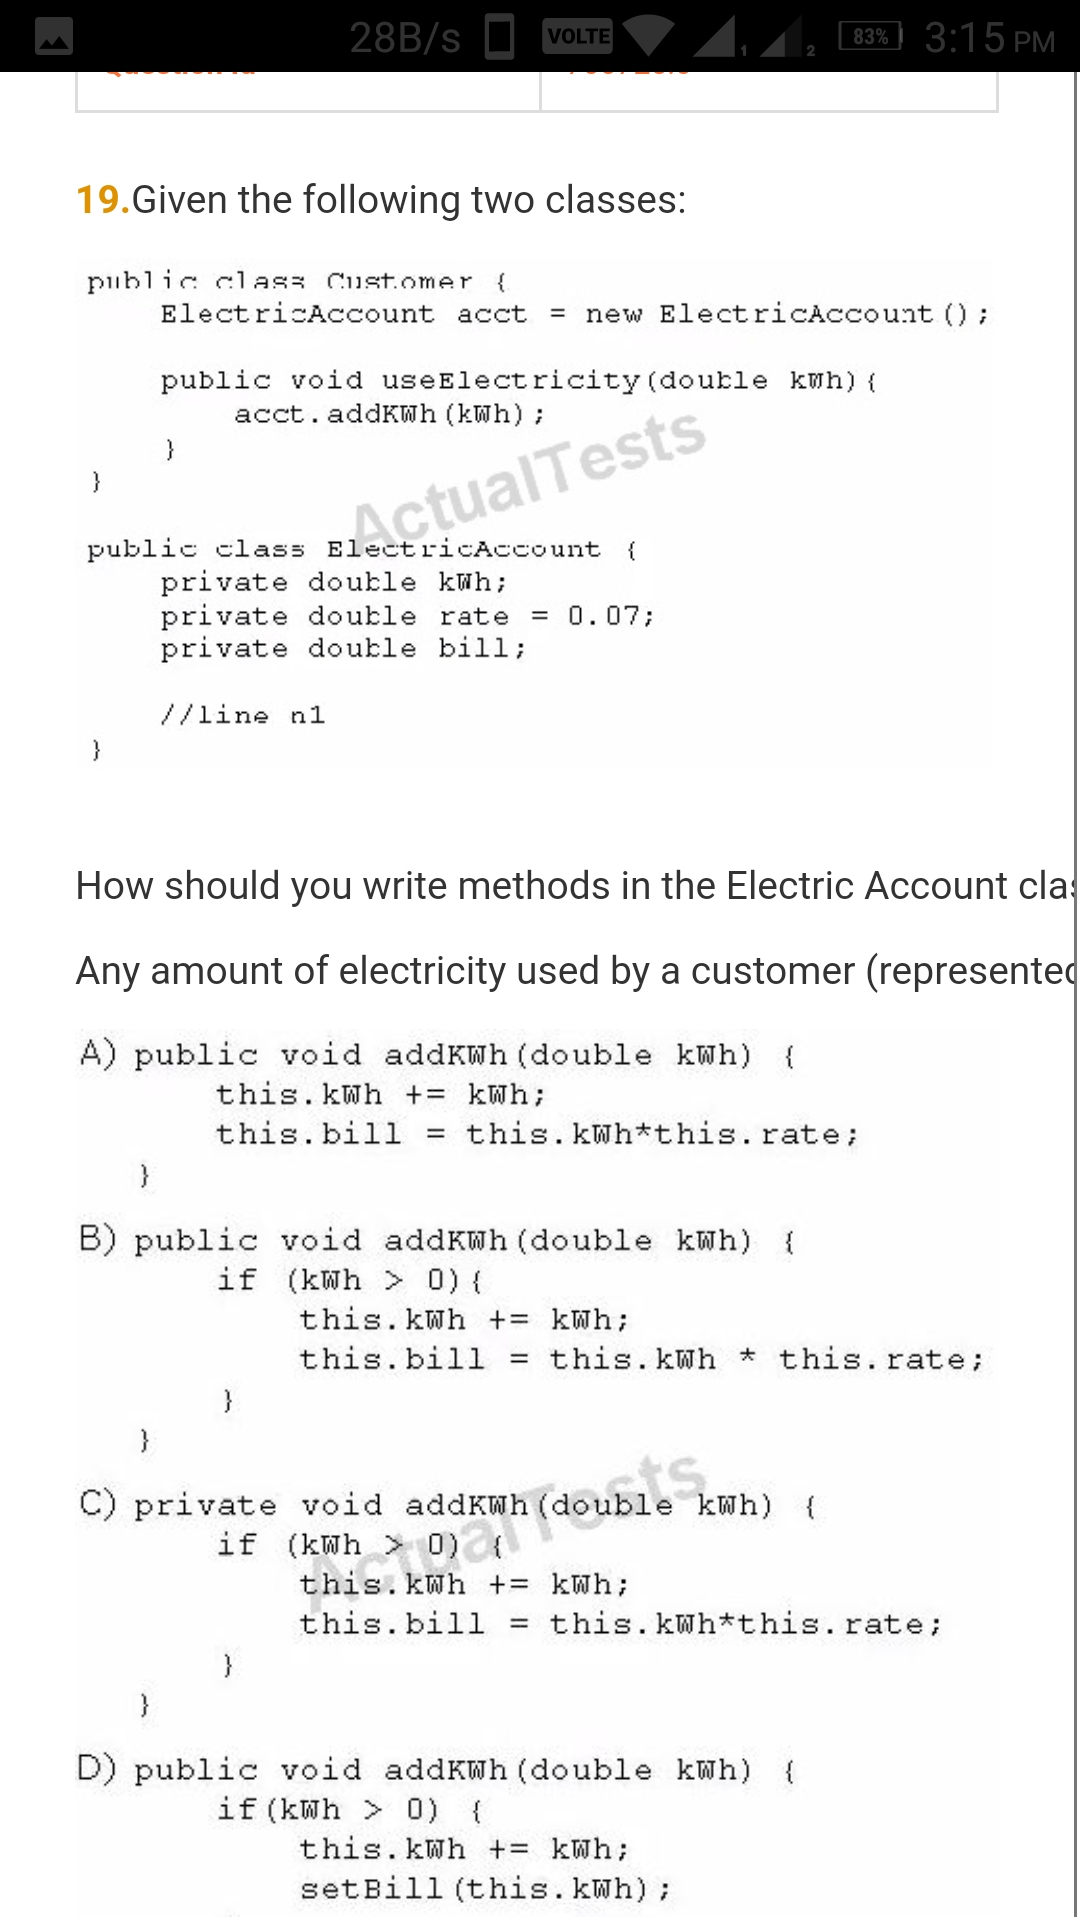 28B/s VOLTE 1 2 83% 3:15 PM
19.Given the following two classes:
public class Customer {
ElectricAccount acct = new ElectricAccount();
public void useElectricity(double kWh){
acct.addKWh(kWh);
}
}
ActualTests
public class ElectricAccount {
private double kWh;
private double rate = 0.07;
private double bill;
//line n1
}
How should you write methods in the Electric Account clas
Any amount of electricity used by a customer (represented
A) public void addKWh(double kWh) {
this.kWh += kWh;
this.bill = this.kWh*this.rate;
}
B) public void addKWh(double kWh) {
if (kWh > 0){
this.kWh += kWh;
this.bill = this.kWh * this.rate;
}
}
C) private void addKWh(double kWh) {
if (kWh > 0) {
this.kWh += kWh;
this.bill = this.kWh*this.rate;
}
}
ActualTests
D) public void addKWh(double kWh) {
if(kWh > 0) {
this.kWh += kWh;
setBill(this.kWh);